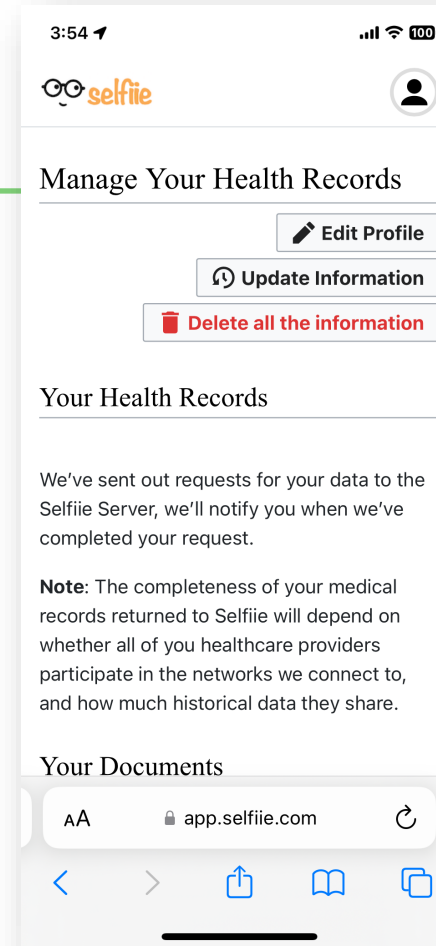 3:54
100
selfiie
Manage Your Health Records
Edit Profile
Update Information
Delete all the information
Your Health Records
We've sent out requests for your data to the
Selfiie Server, we'll notify you when we've
completed your request.
Note: The completeness of your medical
records returned to Selfiie will depend on
whether all of you healthcare providers
participate in the networks we connect to,
and how much historical data they share.
Your Documents
AA
app.selfiie.com